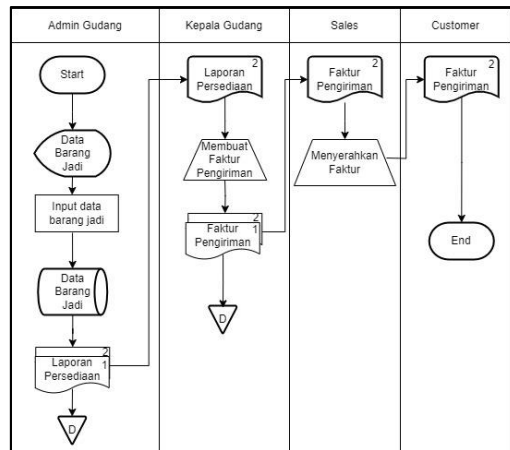 Admin Gudang
Kepala Gudang
Sales
Customer
Start
Data
Barang
Jadi
Input data
barang jadi
Data
Barang
Jadi
2
1
Laporan
Persediaan
D
2
Laporan
Persediaan
Membuat
Faktur
Pengiriman
2
1
Faktur
Pengiriman
D
2
Faktur
Pengiriman
Menyerahkan
Faktur
2
Faktur
Pengiriman
End